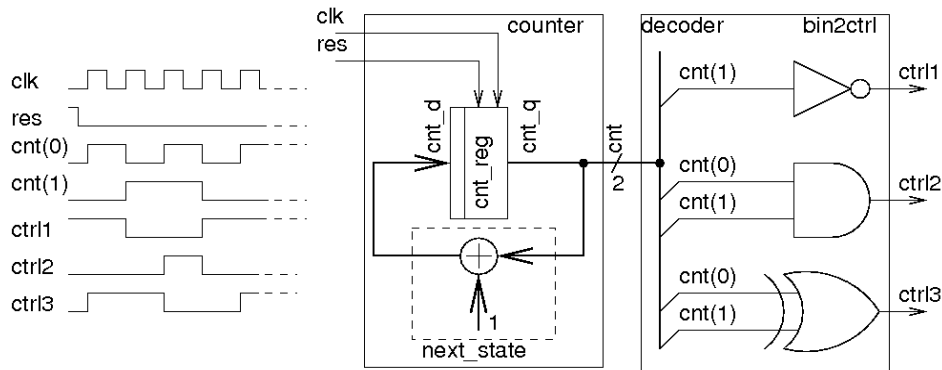 clk
res
cnt(0)
cnt(1)
ctrl1
ctrl2
ctrl3
clk
res
counter
cnt_d
cnt_reg
cnt_q
1
next_state
cnt
2
decoder
bin2ctrl
cnt(1)
ctrl1
cnt(0)
cnt(1)
ctrl2
cnt(0)
cnt(1)
ctrl3